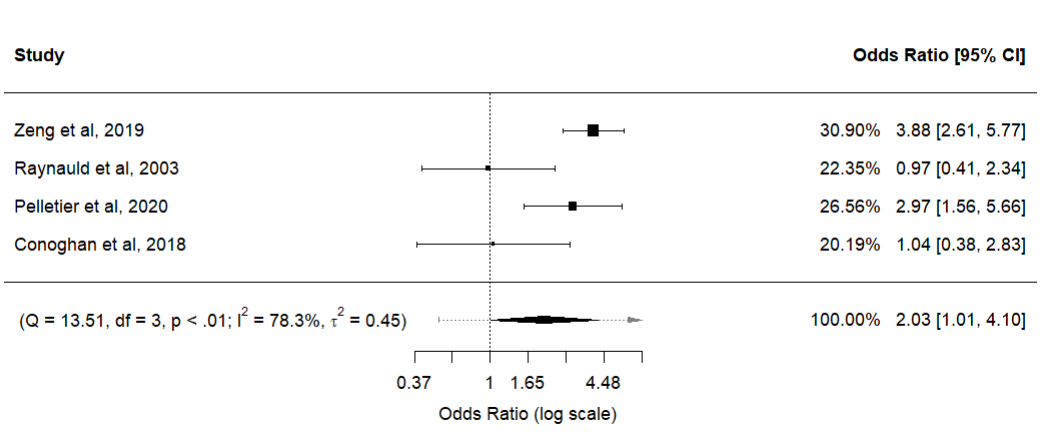 Study Odds Ratio [95% CI]
Zeng et al, 2019 30.90% 3.88 [2.61, 5.77]
Raynauld et al, 2003 22.35% 0.97 [0.41, 2.34]
Pelletier et al, 2020 26.56% 2.97 [1.56, 5.66]
Conoghan et al, 2018 20.19% 1.04 [0.38, 2.83]
(Q = 13.51, df = 3, p < .01; I² = 78.3%, τ² = 0.45) 100.00% 2.03 [1.01, 4.10]
0.37 1 1.65 4.48
Odds Ratio (log scale)